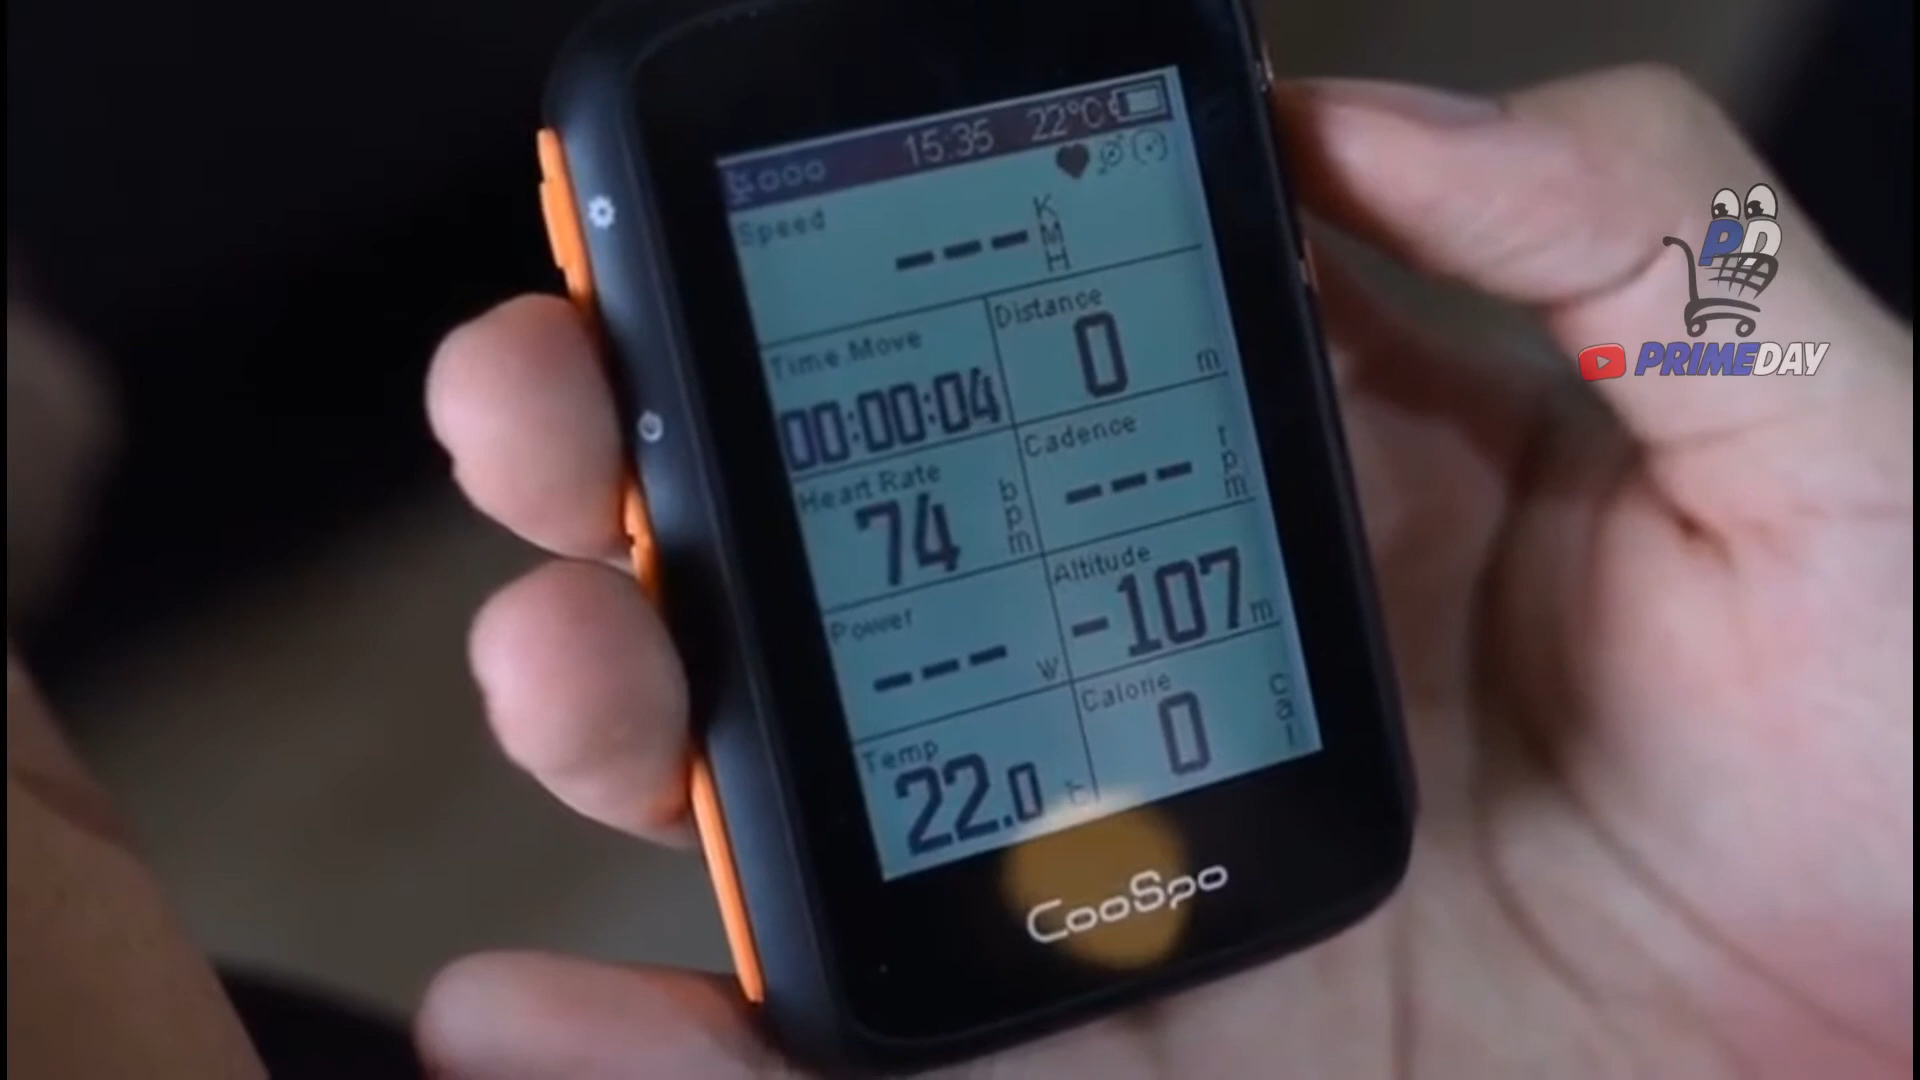 15:35 22°C
Speed
--- KMH
Time.Move
00:00:04
Distance
0 m
Heart Rate
74 bpm
Cadence
--- rpm
Power
--- W
Altitude
-107 m
Temp
22.0 ℃
Calorie
0 cal
CooSpo
PD
PRIMEDAY